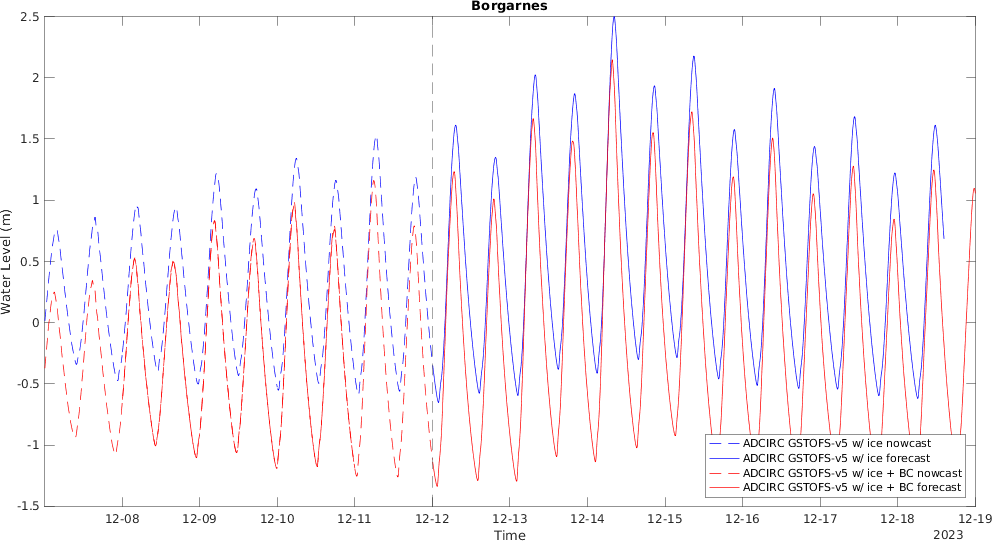 Borgarnes
2.5
2
1.5
1
0.5
0
-0.5
-1
-1.5
Water Level (m)
ADCIRC GSTOFS-v5 w/ ice nowcast
ADCIRC GSTOFS-v5 w/ ice forecast
ADCIRC GSTOFS-v5 w/ ice + BC nowcast
ADCIRC GSTOFS-v5 w/ ice + BC forecast
12-08 12-09 12-10 12-11 12-12 12-13 12-14 12-15 12-16 12-17 12-18 12-19
Time
2023